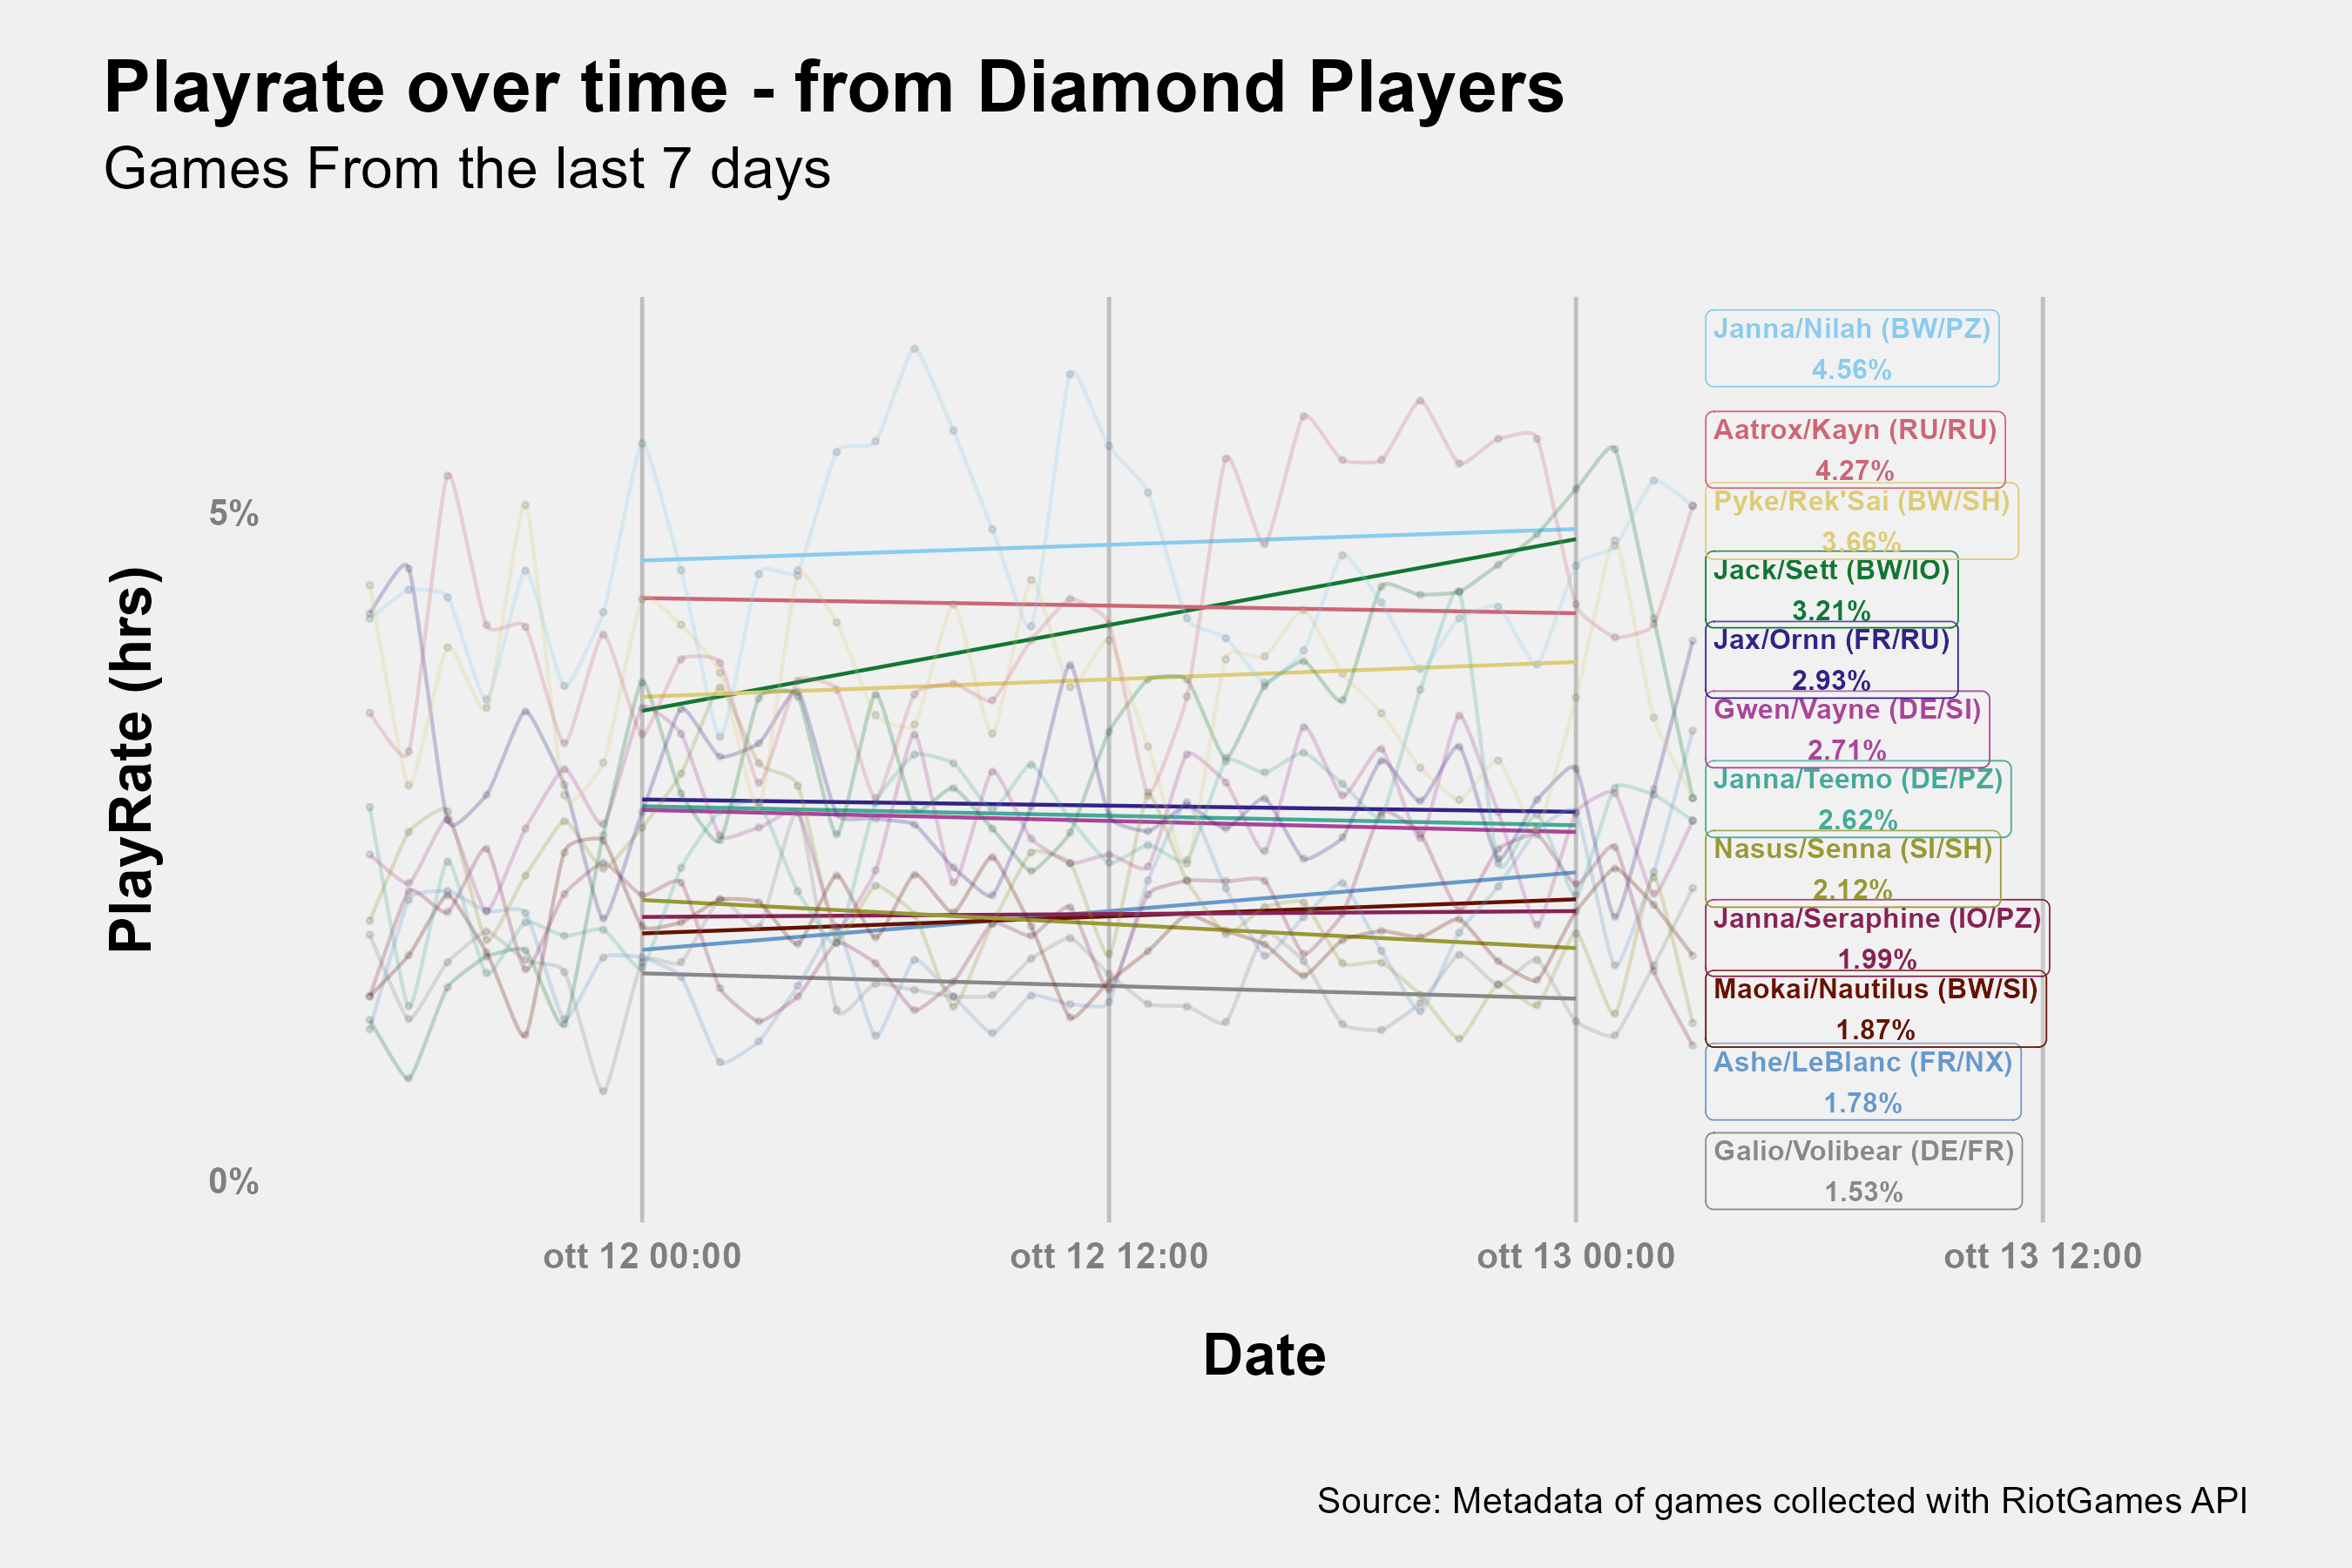 Playrate over time - from Diamond Players
Games From the last 7 days
PlayRate (hrs)
5%
0%
Janna/Nilah (BW/PZ)
4.56%
Aatrox/Kayn (RU/RU)
4.27%
Pyke/Rek'Sai (BW/SH)
3.66%
Jack/Sett (BW/IO)
3.21%
Jax/Ornn (FR/RU)
2.93%
Gwen/Vayne (DE/SI)
2.71%
Janna/Teemo (DE/PZ)
2.62%
Nasus/Senna (SI/SH)
2.12%
Janna/Seraphine (IO/PZ)
1.99%
Maokai/Nautilus (BW/SI)
1.87%
Ashe/LeBlanc (FR/NX)
1.78%
Galio/Volibear (DE/FR)
1.53%
ott 12 00:00
ott 12 12:00
ott 13 00:00
ott 13 12:00
Date
Source: Metadata of games collected with RiotGames API